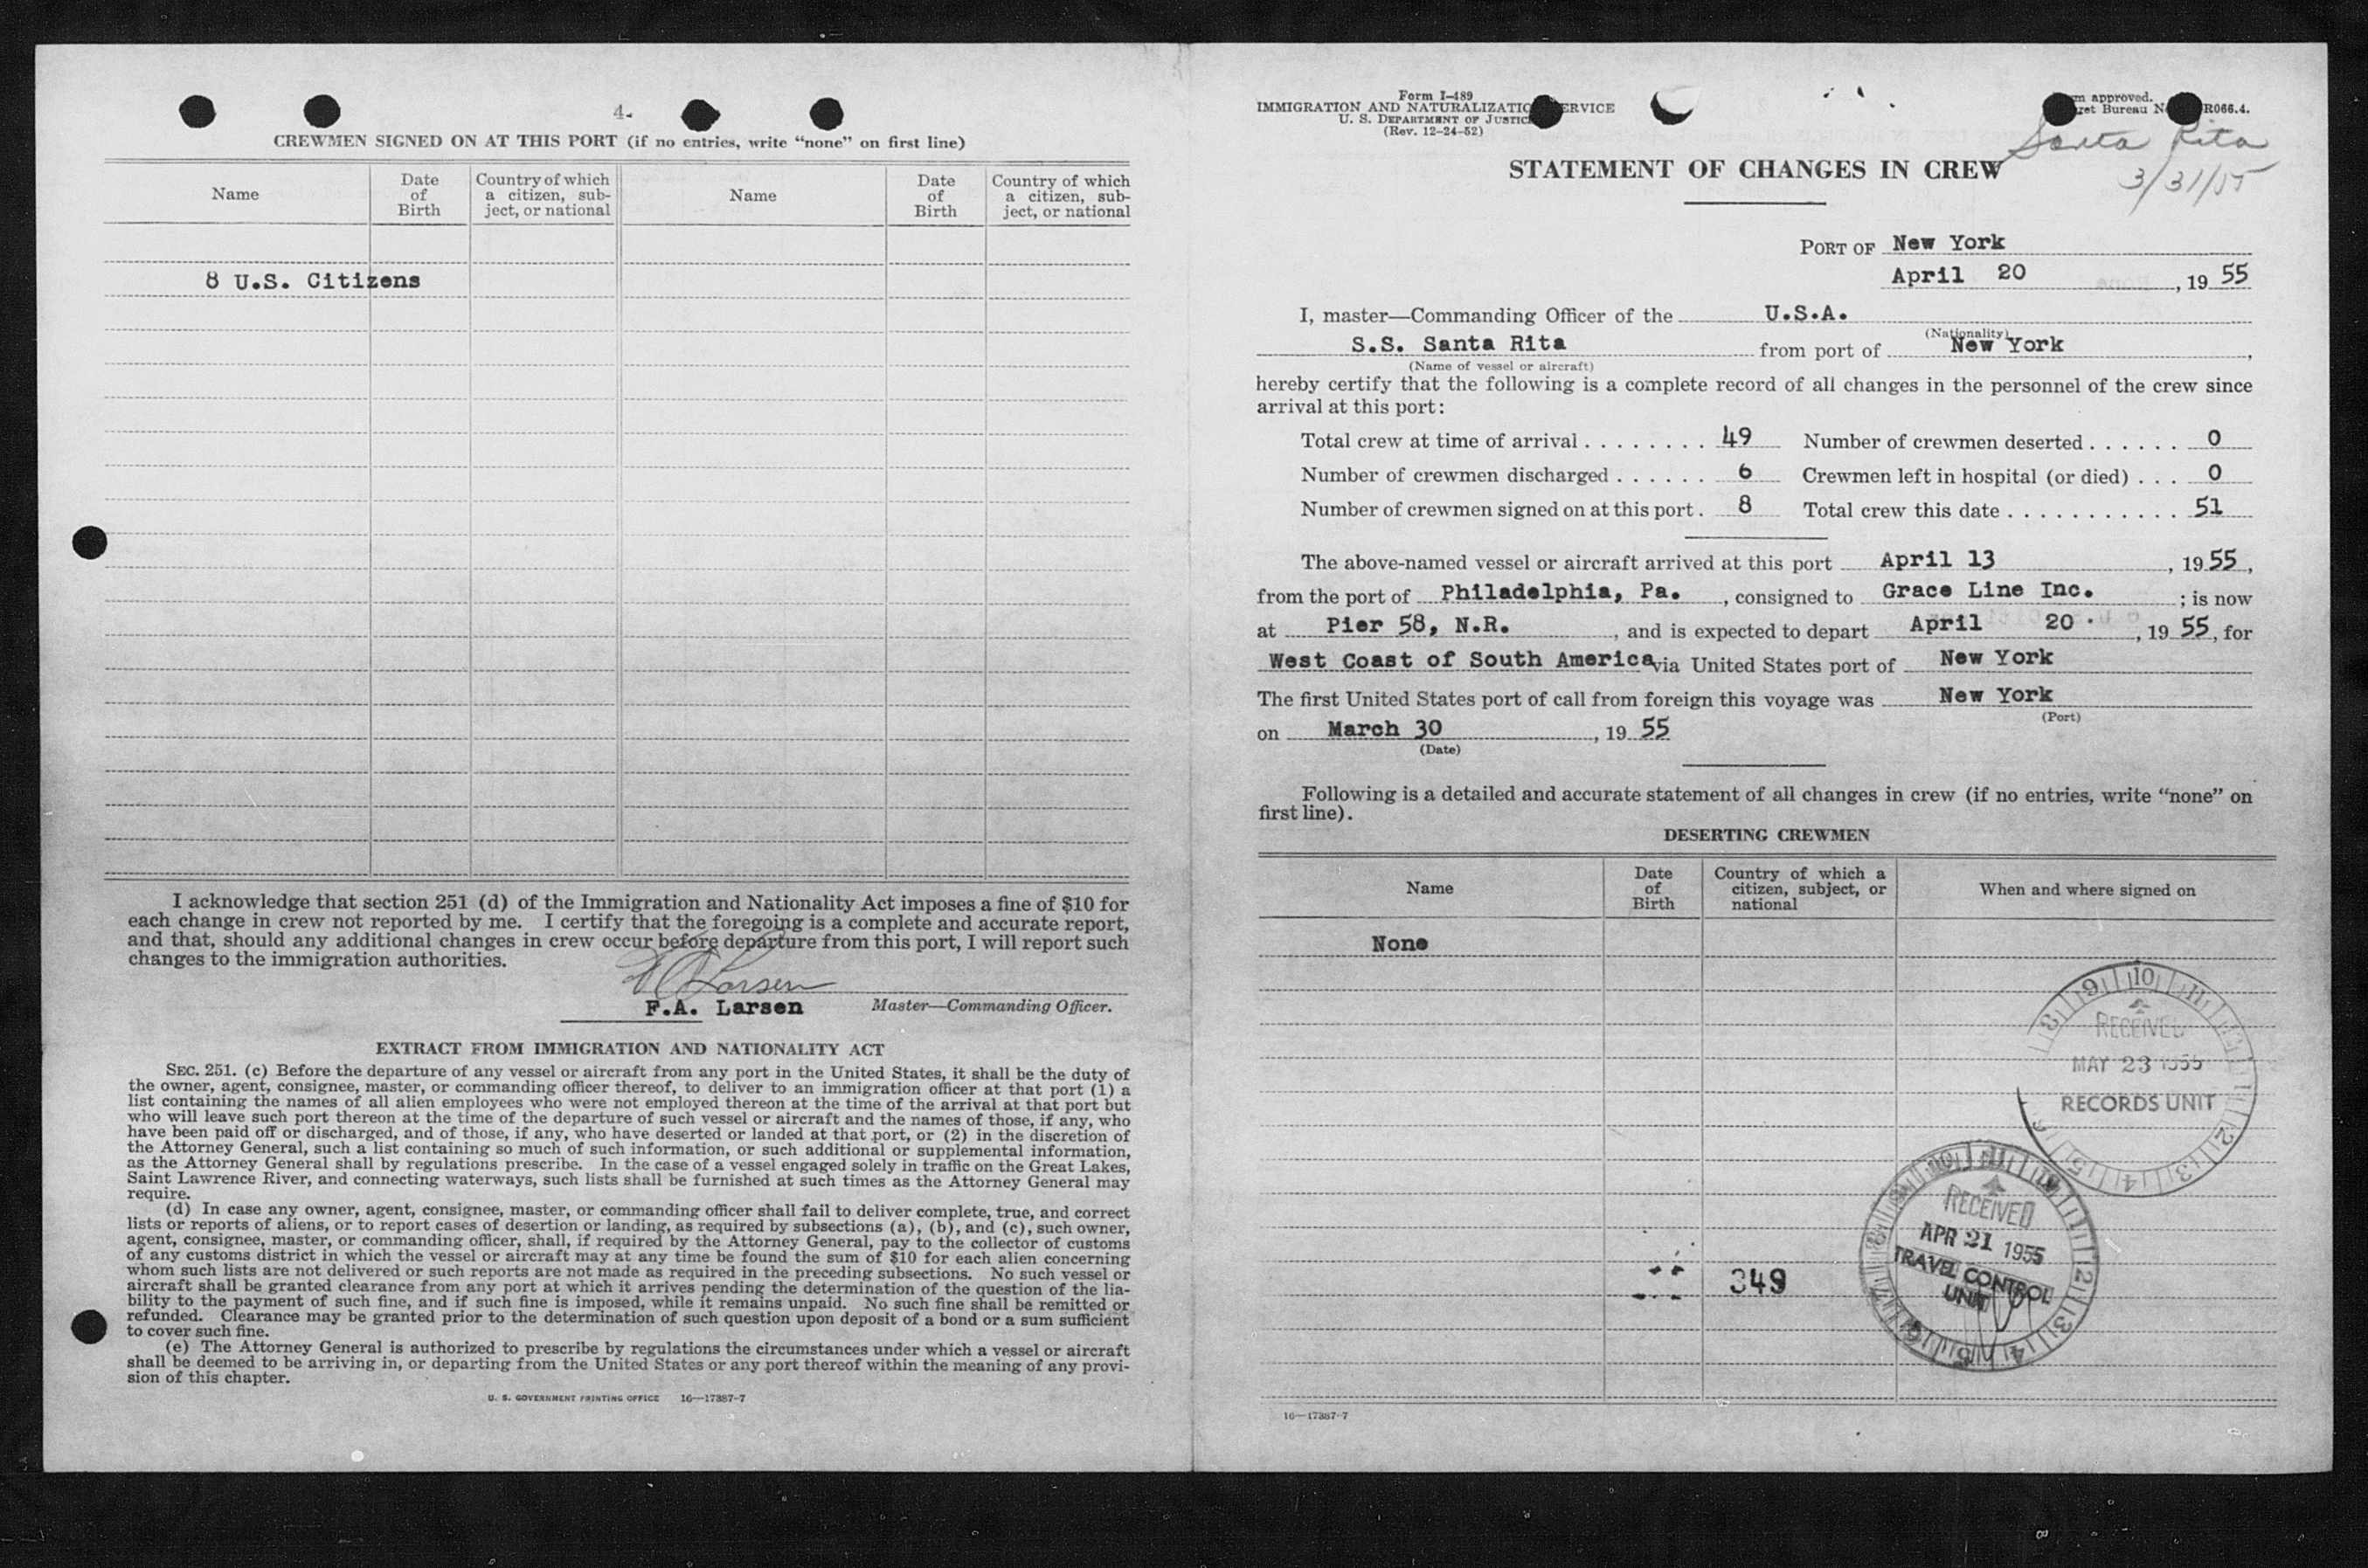 4-
CREWMEN SIGNED ON AT THIS PORT (if no entries, write "none" on first line)
Name
Date of Birth
Country of which a citizen, sub-
ject, or national
Name
Date of Birth
Country of which a citizen, sub-
ject, or national
8 U.S. Citizens
I acknowledge that section 251 (d) of the Immigration and Nationality Act imposes a fine of $10 for
each change in crew not reported by me. I certify that the foregoing is a complete and accurate report,
and that, should any additional changes in crew occur before departure from this port, I will report such
changes to the immigration authorities.
F A Larsen
F.A. Larsen Master—Commanding Officer.
EXTRACT FROM IMMIGRATION AND NATIONALITY ACT
SEC. 251. (c) Before the departure of any vessel or aircraft from any port in the United States, it shall be the duty of
the owner, agent, consignee, master, or commanding officer thereof, to deliver to an immigration officer at that port (1) a
list containing the names of all alien employees who were not employed thereon at the time of the arrival at that port but
who will leave such port thereon at the time of the departure of such vessel or aircraft and the names of those, if any, who
have been paid off or discharged, and of those, if any, who have deserted or landed at that port, or (2) in the discretion of
the Attorney General, such a list containing so much of such information, or such additional or supplemental information,
as the Attorney General shall by regulations prescribe. In the case of a vessel engaged solely in traffic on the Great Lakes,
Saint Lawrence River, and connecting waterways, such lists shall be furnished at such times as the Attorney General may
require.
(d) In case any owner, agent, consignee, master, or commanding officer shall fail to deliver complete, true, and correct
lists or reports of aliens, or to report cases of desertion or landing, as required by subsections (a), (b), and (c), such owner,
agent, consignee, master, or commanding officer, shall, if required by the Attorney General, pay to the collector of customs
of any customs district in which the vessel or aircraft may at any time be found the sum of $10 for each alien concerning
whom such lists are not delivered or such reports are not made as required in the preceding subsections. No such vessel or
aircraft shall be granted clearance from any port at which it arrives pending the determination of the question of the lia-
bility to the payment of such fine, and if such fine is imposed, while it remains unpaid. No such fine shall be remitted or
refunded. Clearance may be granted prior to the determination of such question upon deposit of a bond or a sum sufficient
to cover such fine.
(e) The Attorney General is authorized to prescribe by regulations the circumstances under which a vessel or aircraft
shall be deemed to be arriving in, or departing from the United States or any port thereof within the meaning of any provi-
sion of this chapter.
U. S. GOVERNMENT PRINTING OFFICE 16—17387-7
Form I-489
IMMIGRATION AND NATURALIZATIO ERVICE
U. S. DEPARTMENT OF JUSTIC
(Rev. 12-24-52)
m approved.
get Bureau N R066.4.
Santa Rita
3/31/55
STATEMENT OF CHANGES IN CREW
PORT OF New York
April 20, 1955
I, master—Commanding Officer of the U.S.A.
(Nationality)
S.S. Santa Rita from port of New York,
(Name of vessel or aircraft)
hereby certify that the following is a complete record of all changes in the personnel of the crew since
arrival at this port:
Total crew at time of arrival . . . . . . . . 49 Number of crewmen deserted . . . . . . 0
Number of crewmen discharged . . . . . . 6 Crewmen left in hospital (or died) . . . 0
Number of crewmen signed on at this port . 8 Total crew this date . . . . . . . . . . . 51
The above-named vessel or aircraft arrived at this port April 13, 1955,
from the port of Philadelphia, Pa., consigned to Grace Line Inc.; is now
at Pier 58, N.R., and is expected to depart April 20, 1955, for
West Coast of South America via United States port of New York
The first United States port of call from foreign this voyage was New York
(Port)
on March 30, 1955
(Date)
Following is a detailed and accurate statement of all changes in crew (if no entries, write "none" on
first line).
DESERTING CREWMEN
Name
Date of Birth
Country of which a citizen, subject, or national
When and where signed on
None
RECEIVED
MAY 23 1955
RECORDS UNIT
RECEIVED
APR 21 1955
TRAVEL CONTROL
UNIT
349
16—17387-7